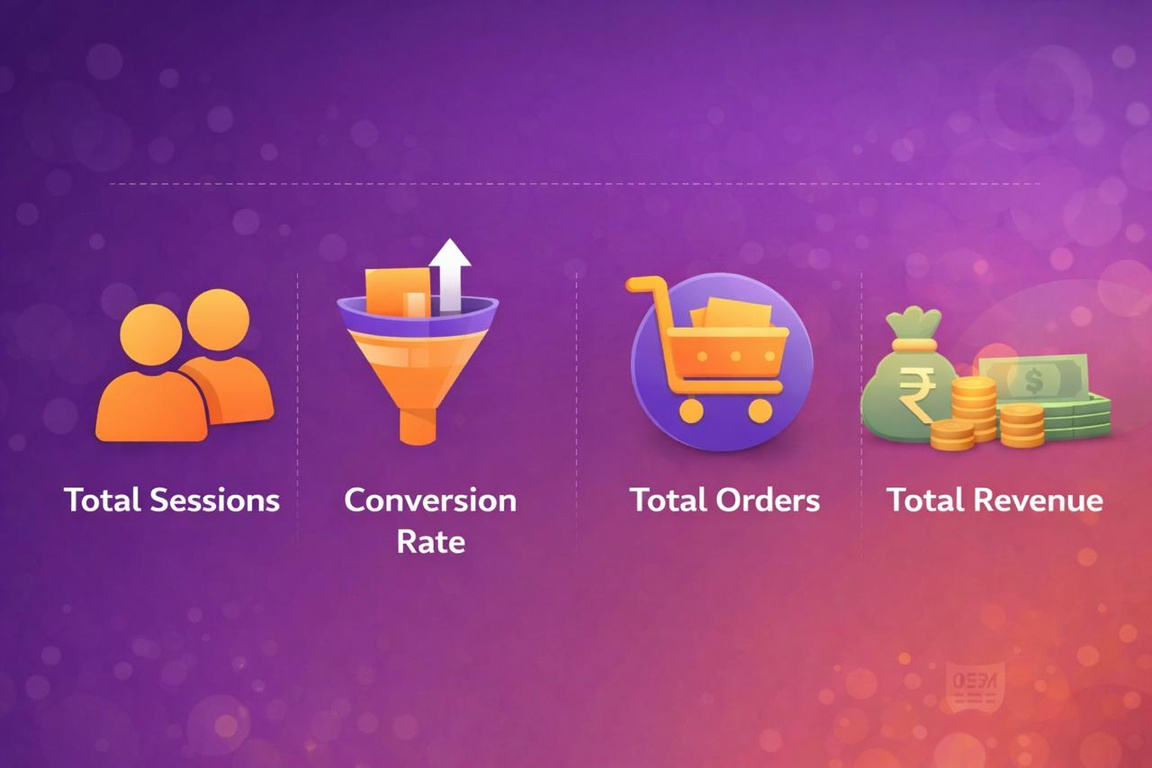 Total Sessions
Conversion
Rate
Total Orders
Total Revenue
₹
$